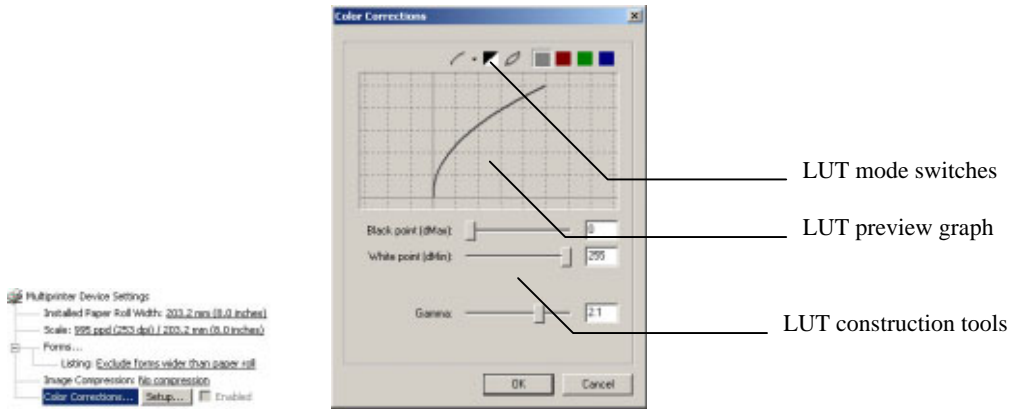 Color Corrections
LUT mode switches
LUT preview graph
Black point (dMax): 0
White point (dMin): 255
Gamma: 2.1
LUT construction tools
OK Cancel
Multiprinter Device Settings
Installed Paper Roll Width: 203.2 mm (8.0 inches)
Scale: 995 ppd (253 dpi) / 203.2 mm (8.0 inches)
Forms...
Listing: Exclude forms wider than paper roll
Image Compression: No compression
Color Corrections... Setup... Enabled